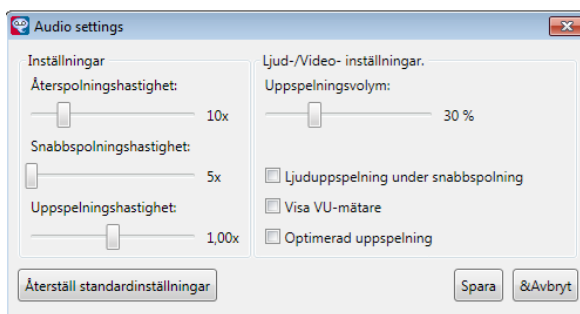 Audio settings
Inställningar
Återspolningshastighet:
10x
Snabbspolningshastighet:
5x
Uppspelningshastighet:
1,00x
Ljud-/Video- inställningar.
Uppspelningsvolym:
30 %
Ljuduppspelning under snabbspolning
Visa VU-mätare
Optimerad uppspelning
Återställ standardinställningar
Spara
&Avbryt